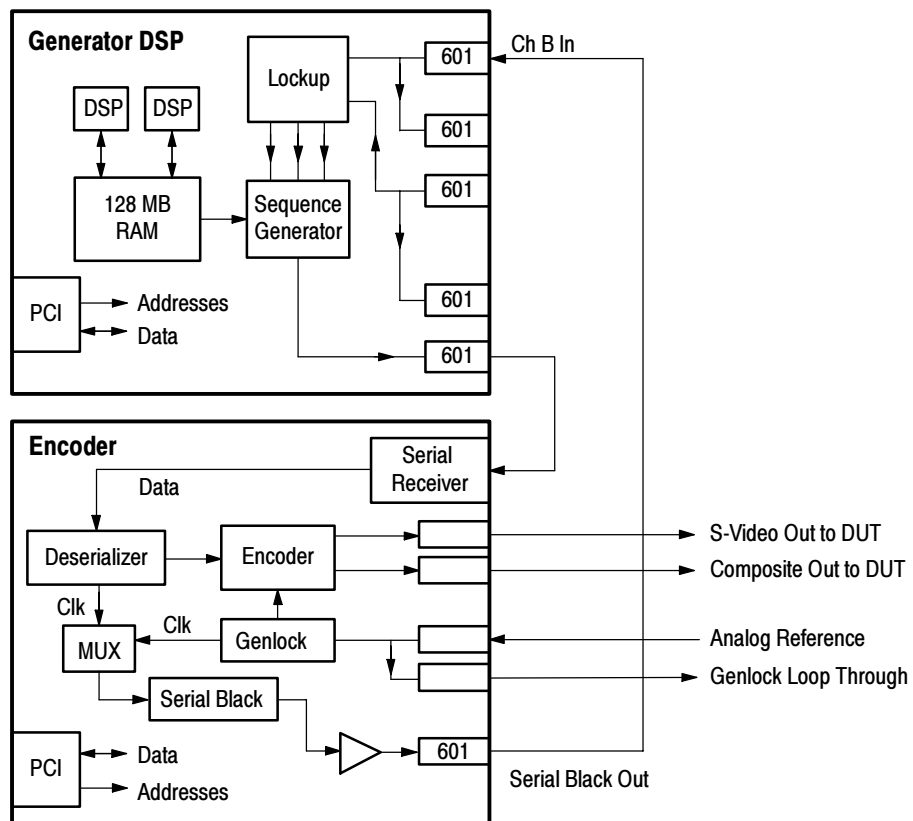 Generator DSP
601
Ch B In
Lockup
DSP
DSP
601
601
128 MB
RAM
Sequence
Generator
PCI
Addresses
Data
601
601
Encoder
Serial
Receiver
Data
S-Video Out to DUT
Deserializer
Encoder
Composite Out to DUT
Clk
Clk
MUX
Genlock
Analog Reference
Genlock Loop Through
Serial Black
PCI
Data
Addresses
601
Serial Black Out